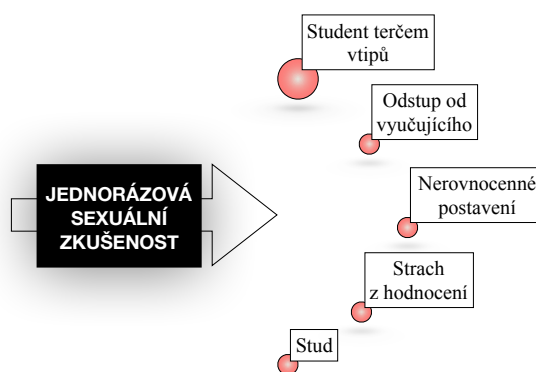 Student terčem
vtipů
Odstup od
vyučujícího
JEDNORÁZOVÁ
SEXUÁLNÍ
ZKUŠENOST
Nerovnocenné
postavení
Strach
z hodnocení
Stud